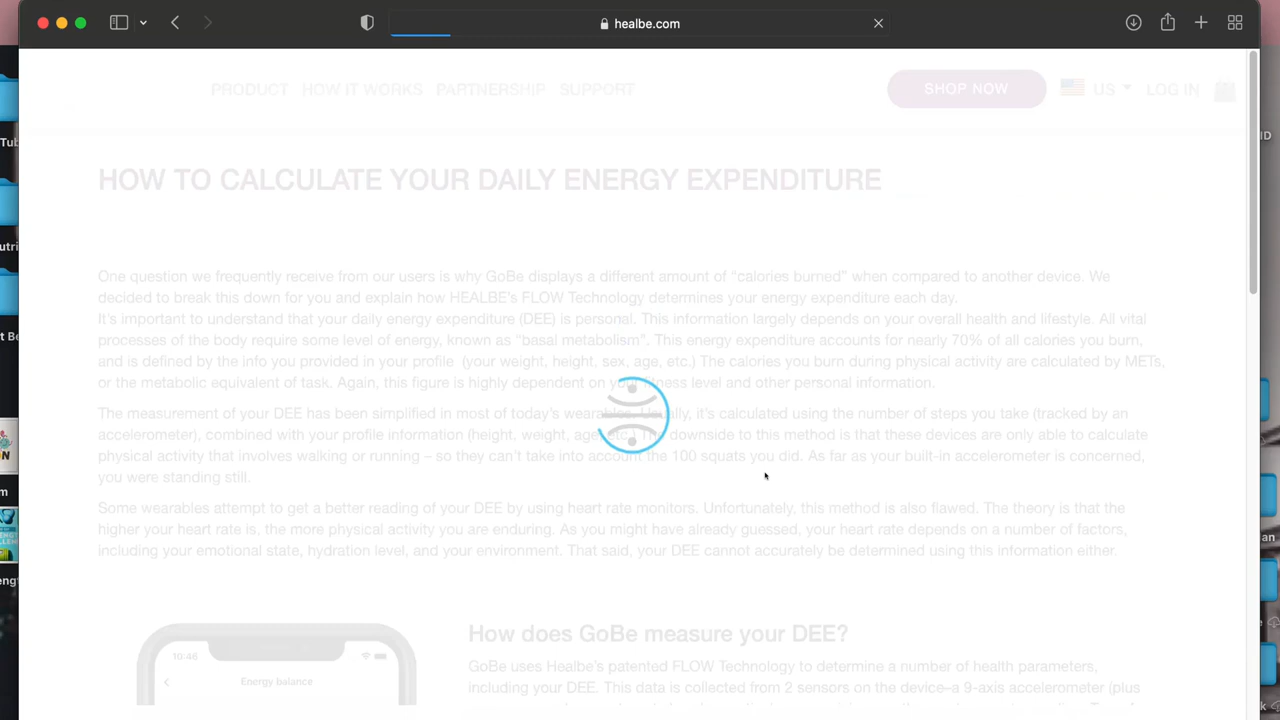 healbe.com
PRODUCT HOW IT WORKS PARTNERSHIP SUPPORT SHOP NOW US LOG IN
HOW TO CALCULATE YOUR DAILY ENERGY EXPENDITURE
One question we frequently receive from our users is why GoBe displays a different amount of “calories burned” when compared to another device. We
decided to break this down for you and explain how HEALBE's FLOW Technology determines your energy expenditure each day.
It's important to understand that your daily energy expenditure (DEE) is personal. This information largely depends on your overall health and lifestyle. All vital
processes of the body require some level of energy, known as “basal metabolism”. This energy expenditure accounts for nearly 70% of all calories you burn,
and is defined by the info you provided in your profile (your weight, height, sex, age, etc.) The calories you burn during physical activity are calculated by METs,
or the metabolic equivalent of task. Again, this figure is highly dependent on your fitness level and other personal information.
The measurement of your DEE has been simplified in most of today's wearables. Usually, it's calculated using the number of steps you take (tracked by an
accelerometer), combined with your profile information (height, weight, age, etc.) The downside to this method is that these devices are only able to calculate
physical activity that involves walking or running – so they can't take into account the 100 squats you did. As far as your built-in accelerometer is concerned,
you were standing still.
Some wearables attempt to get a better reading of your DEE by using heart rate monitors. Unfortunately, this method is also flawed. The theory is that the
higher your heart rate is, the more physical activity you are enduring. As you might have already guessed, your heart rate depends on a number of factors,
including your emotional state, hydration level, and your environment. That said, your DEE cannot accurately be determined using this information either.
10:46
Energy balance
How does GoBe measure your DEE?
GoBe uses Healbe's patented FLOW Technology to determine a number of health parameters,
including your DEE. This data is collected from 2 sensors on the device–a 9-axis accelerometer (plus